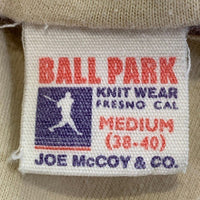 BALL PARK
KNIT WEAR
FRESNO CAL
MEDIUM
(38-40)
JOE McCOY & CO.